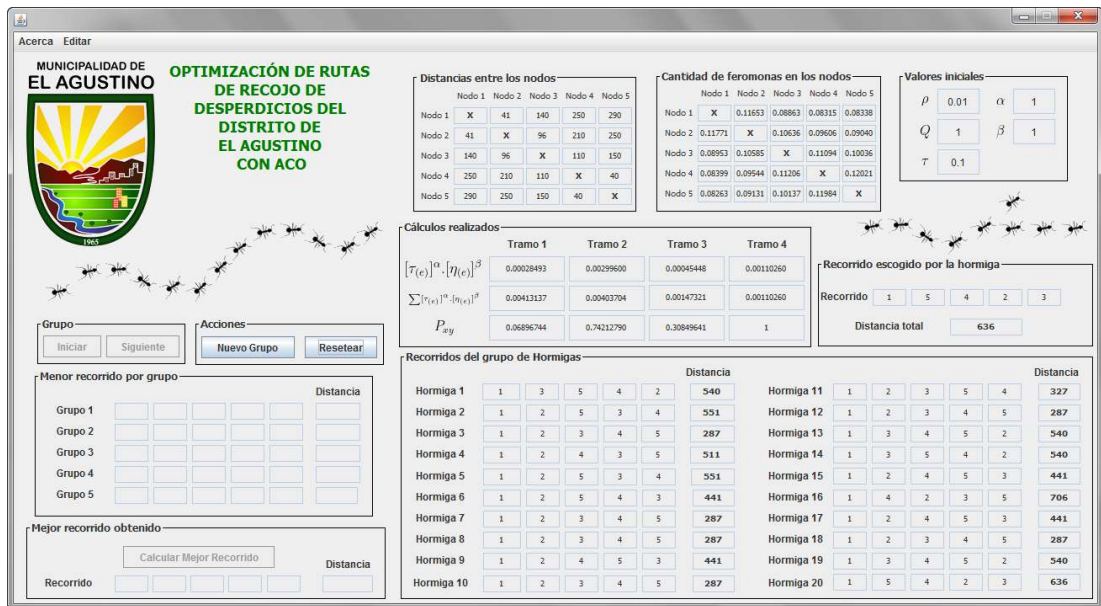 Acerca Editar
MUNICIPALIDAD DE
EL AGUSTINO
1965
OPTIMIZACIÓN DE RUTAS
DE RECOJO DE
DESPERDICIOS DEL
DISTRITO DE
EL AGUSTINO
CON ACO
Distancias entre los nodos
Nodo 1 Nodo 2 Nodo 3 Nodo 4 Nodo 5
Nodo 1 X 41 140 250 290
Nodo 2 41 X 96 210 250
Nodo 3 140 96 X 110 150
Nodo 4 250 210 110 X 40
Nodo 5 290 250 150 40 X
Cantidad de feromonas en los nodos
Nodo 1 Nodo 2 Nodo 3 Nodo 4 Nodo 5
Nodo 1 X 0.11653 0.08863 0.08315 0.08338
Nodo 2 0.11771 X 0.10636 0.09606 0.09040
Nodo 3 0.08953 0.10585 X 0.11094 0.10036
Nodo 4 0.08399 0.09544 0.11206 X 0.12021
Nodo 5 0.08263 0.09131 0.10137 0.11984 X
Valores iniciales
ρ 0.01 α 1
Q 1 β 1
τ 0.1
Cálculos realizados
Tramo 1 Tramo 2 Tramo 3 Tramo 4
[τ(e)]^α.[η(e)]^β 0.00028493 0.00299600 0.00045448 0.00110260
∑[τ(e)]^α.[η(e)]^β 0.00413137 0.00403704 0.00147321 0.00110260
Pxy 0.06896744 0.74212790 0.30849641 1
Recorrido escogido por la hormiga
Recorrido 1 5 4 2 3
Distancia total 636
Grupo
Iniciar Siguiente
Acciones
Nuevo Grupo Resetear
Menor recorrido por grupo
Distancia
Grupo 1
Grupo 2
Grupo 3
Grupo 4
Grupo 5
Mejor recorrido obtenido
Calcular Mejor Recorrido Distancia
Recorrido
Recorridos del grupo de Hormigas
Distancia
Hormiga 1 1 3 5 4 2 540
Hormiga 2 1 2 5 3 4 551
Hormiga 3 1 2 3 4 5 287
Hormiga 4 1 2 4 3 5 511
Hormiga 5 1 2 5 3 4 551
Hormiga 6 1 2 5 4 3 441
Hormiga 7 1 2 3 4 5 287
Hormiga 8 1 2 3 4 5 287
Hormiga 9 1 2 4 5 3 441
Hormiga 10 1 2 3 4 5 287
Distancia
Hormiga 11 1 2 3 5 4 327
Hormiga 12 1 2 3 4 5 287
Hormiga 13 1 3 4 5 2 540
Hormiga 14 1 3 5 4 2 540
Hormiga 15 1 2 4 5 3 441
Hormiga 16 1 4 2 3 5 706
Hormiga 17 1 2 4 5 3 441
Hormiga 18 1 2 3 4 5 287
Hormiga 19 1 3 4 5 2 540
Hormiga 20 1 5 4 2 3 636